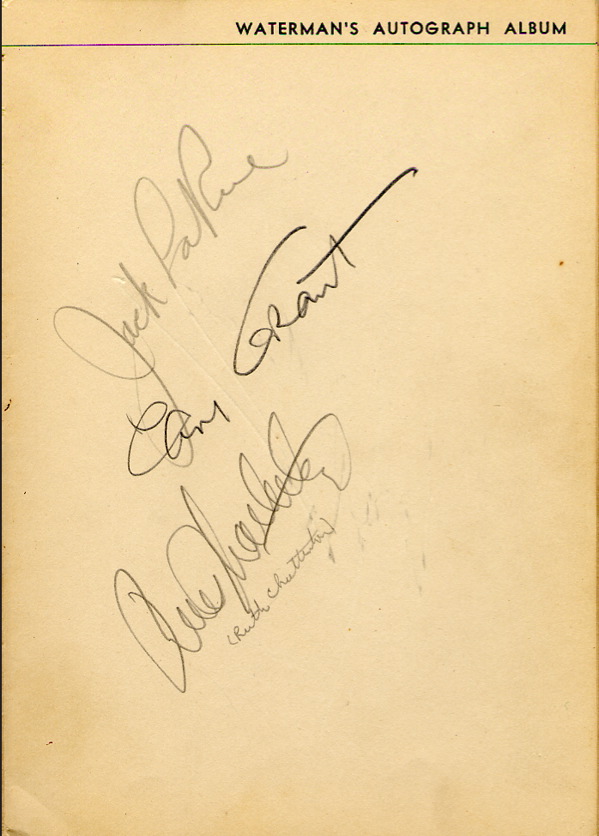 WATERMAN'S AUTOGRAPH ALBUM
Jack LaRue
Cary Grant
Ruth Chatterton
(Ruth Chatterton)